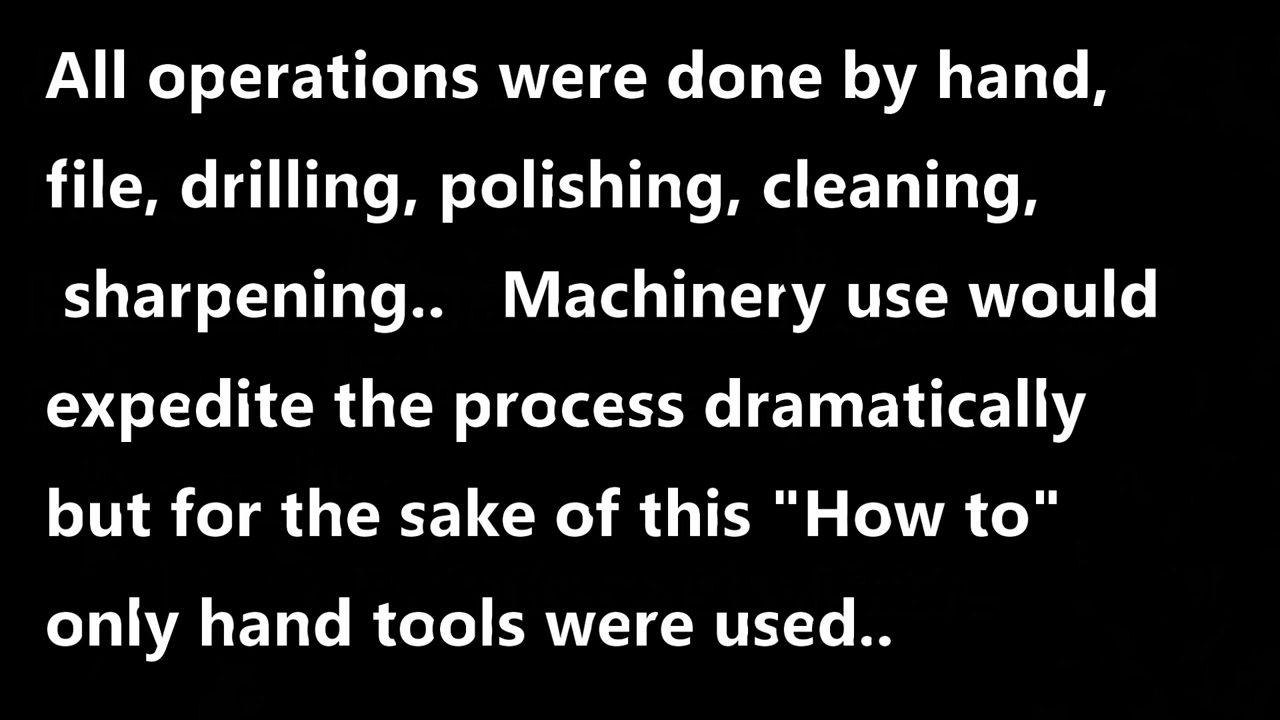 All operations were done by hand,
file, drilling, polishing, cleaning,
sharpening.. Machinery use would
expedite the process dramatically
but for the sake of this "How to"
only hand tools were used..